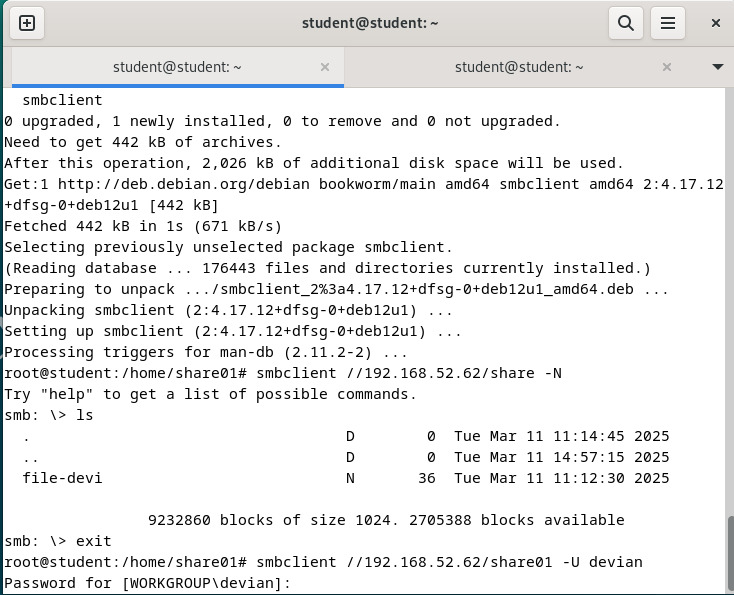 student@student: ~
student@student: ~
student@student: ~
smbclient
0 upgraded, 1 newly installed, 0 to remove and 0 not upgraded.
Need to get 442 kB of archives.
After this operation, 2,026 kB of additional disk space will be used.
Get:1 http://deb.debian.org/debian bookworm/main amd64 smbclient amd64 2:4.17.12
+dfsg-0+deb12u1 [442 kB]
Fetched 442 kB in 1s (671 kB/s)
Selecting previously unselected package smbclient.
(Reading database ... 176443 files and directories currently installed.)
Preparing to unpack .../smbclient_2%3a4.17.12+dfsg-0+deb12u1_amd64.deb ...
Unpacking smbclient (2:4.17.12+dfsg-0+deb12u1) ...
Setting up smbclient (2:4.17.12+dfsg-0+deb12u1) ...
Processing triggers for man-db (2.11.2-2) ...
root@student:/home/share01# smbclient //192.168.52.62/share -N
Try "help" to get a list of possible commands.
smb: \> ls
. D 0 Tue Mar 11 11:14:45 2025
.. D 0 Tue Mar 11 14:57:15 2025
file-devi N 36 Tue Mar 11 11:12:30 2025
9232860 blocks of size 1024. 2705388 blocks available
smb: \> exit
root@student:/home/share01# smbclient //192.168.52.62/share01 -U devian
Password for [WORKGROUP\devian]: